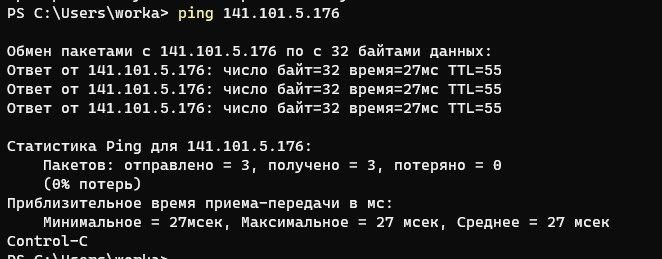 PS C:\Users\worka> ping 141.101.5.176
Обмен пакетами с 141.101.5.176 по с 32 байтами данных:
Ответ от 141.101.5.176: число байт=32 время=27мс TTL=55
Ответ от 141.101.5.176: число байт=32 время=27мс TTL=55
Ответ от 141.101.5.176: число байт=32 время=27мс TTL=55
Статистика Ping для 141.101.5.176:
Пакетов: отправлено = 3, получено = 3, потеряно = 0
(0% потерь)
Приблизительное время приема-передачи в мс:
Минимальное = 27мсек, Максимальное = 27 мсек, Среднее = 27 мсек
Control-C
PS C:\Users\worka>